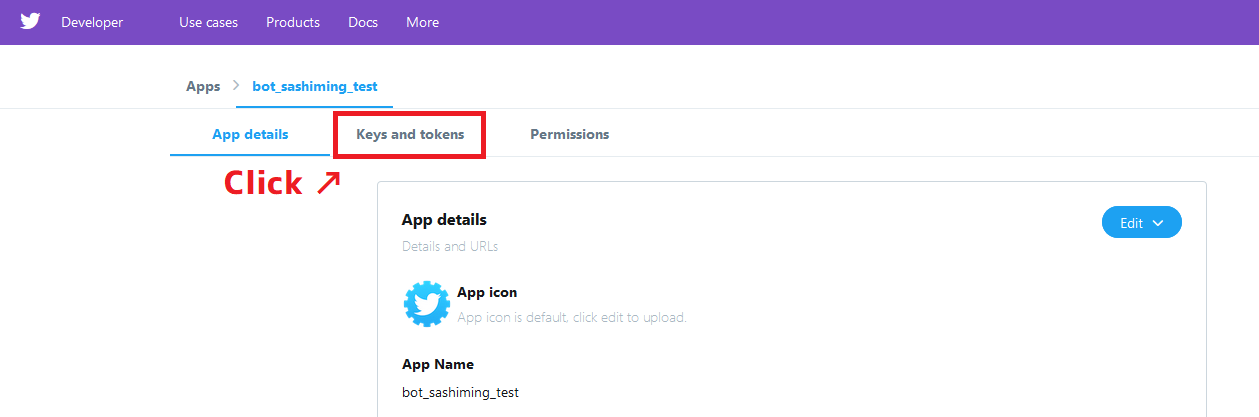 Developer Use cases Products Docs More
Apps > bot_sashiming_test
App details Keys and tokens Permissions
Click ↗
App details
Edit
Details and URLs
App icon
App icon is default, click edit to upload.
App Name
bot_sashiming_test